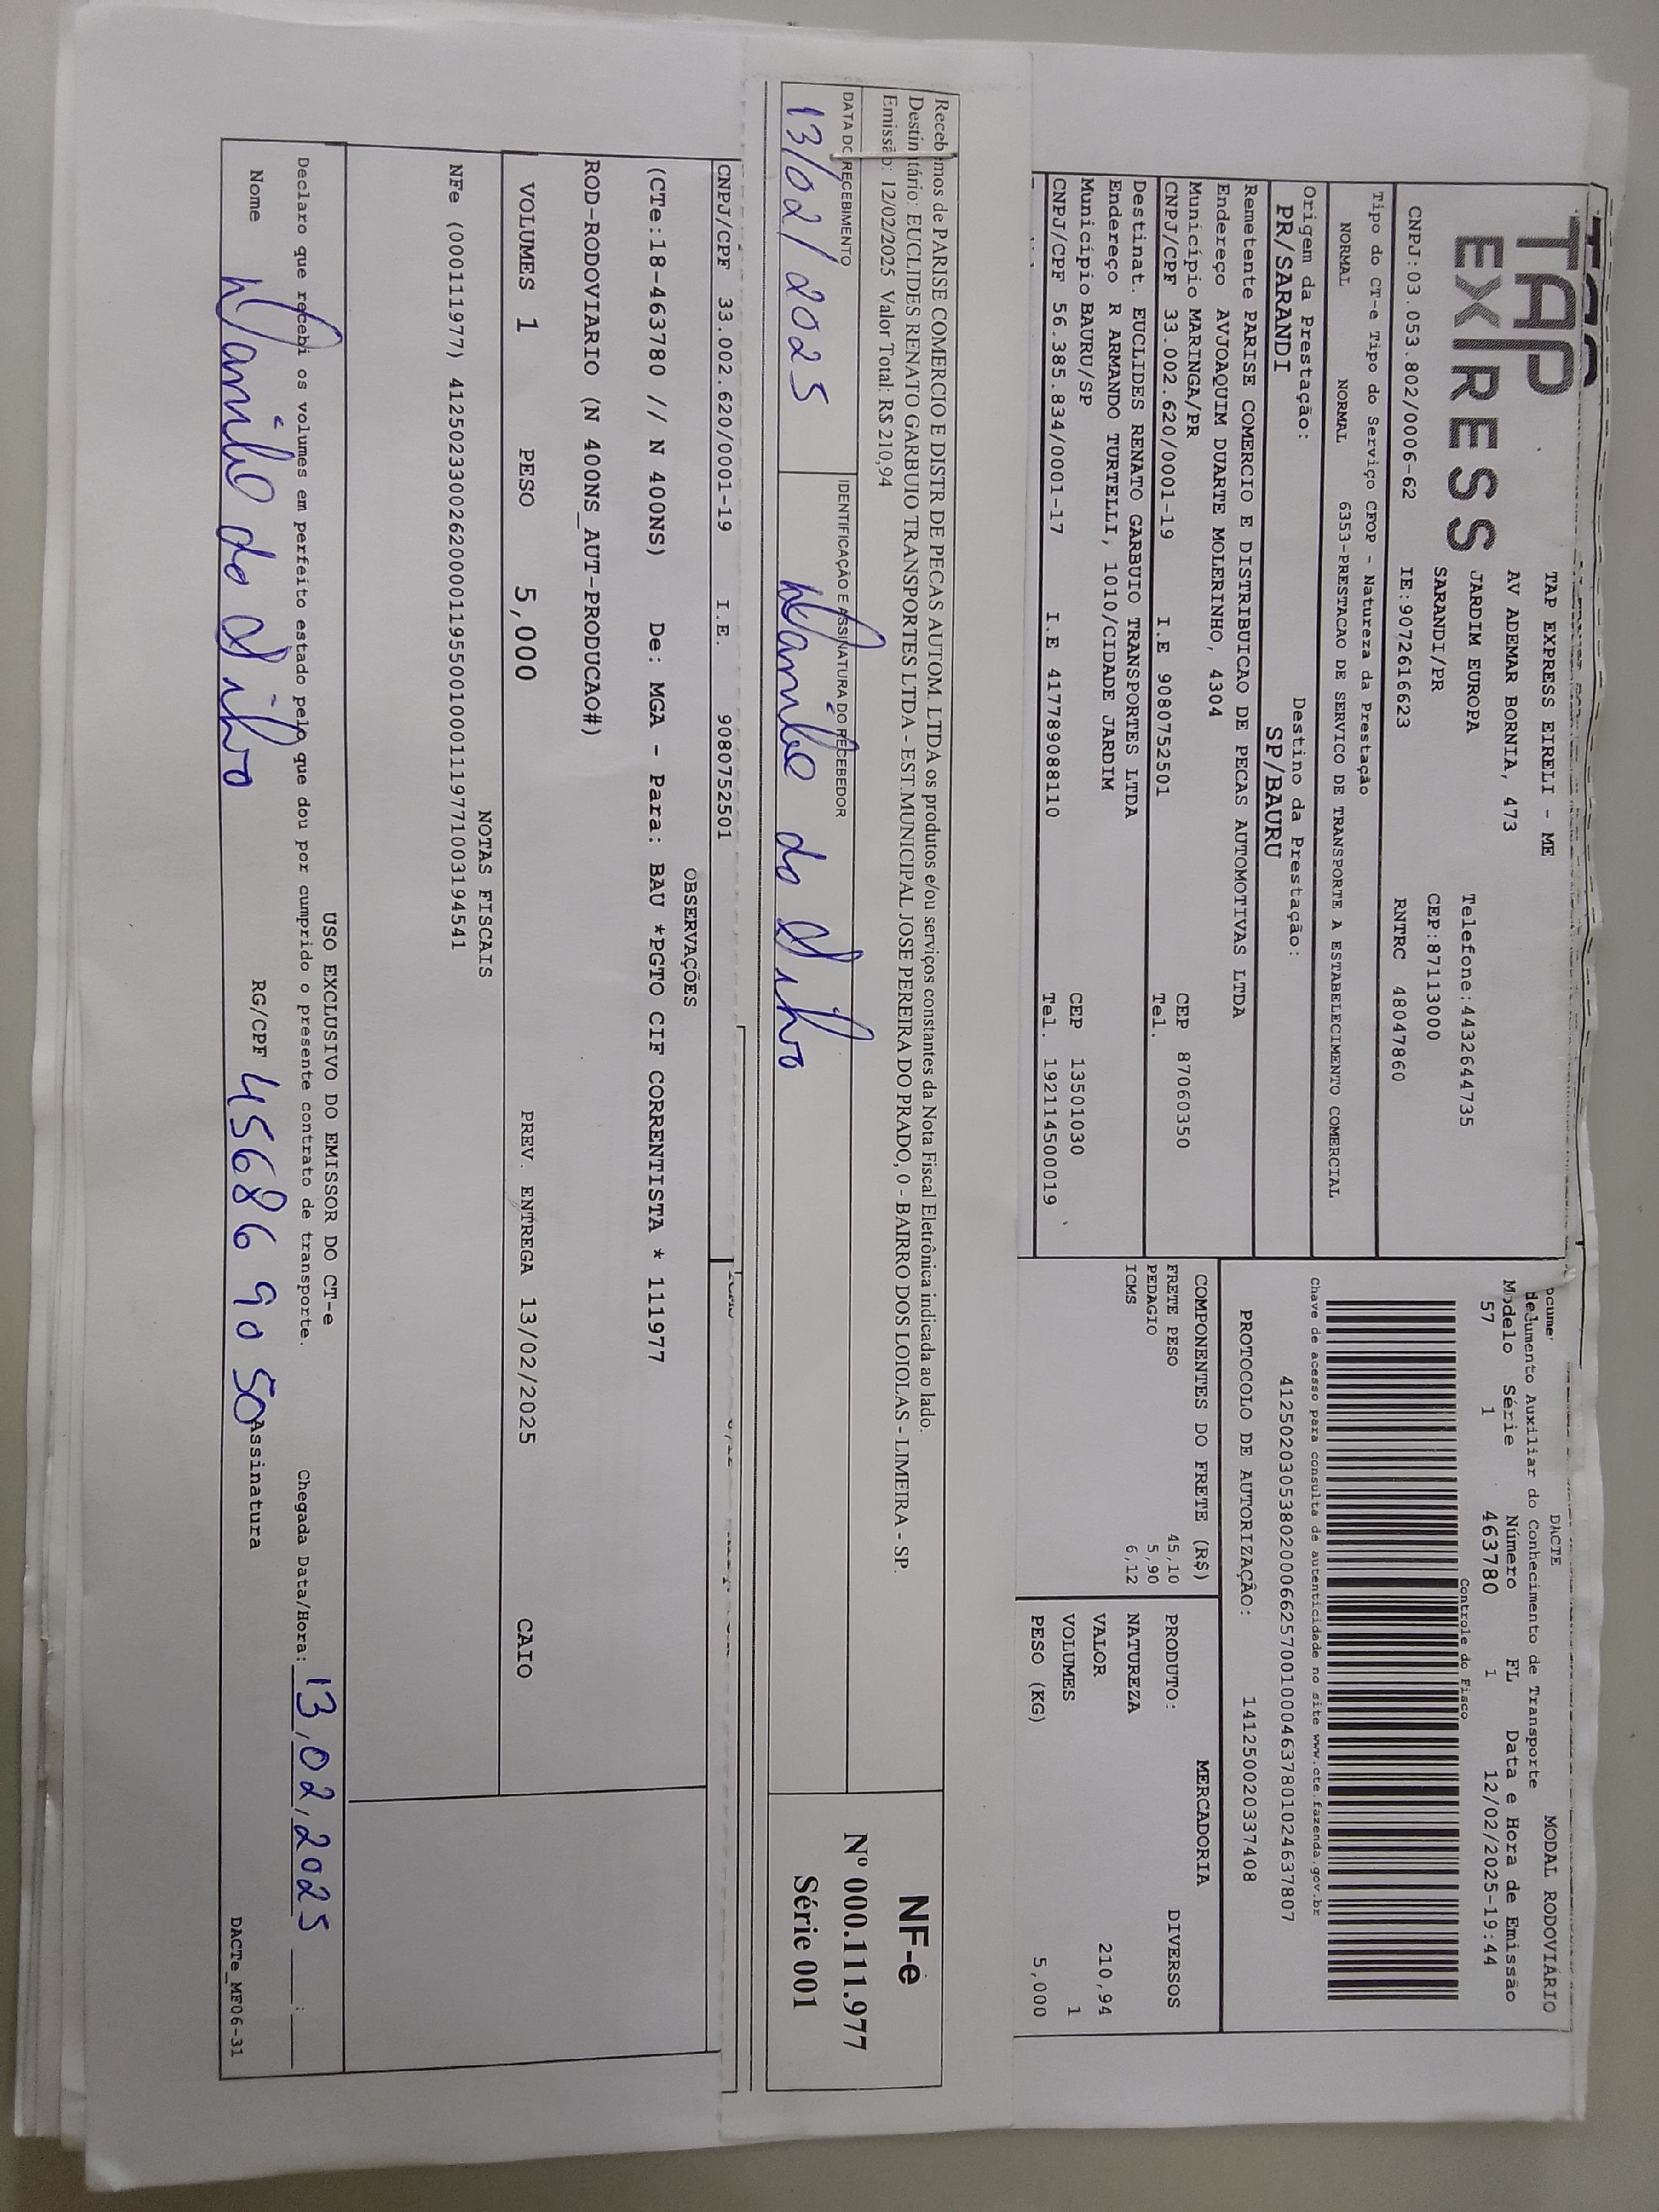 TAP EXPRESS
TAP EXPRESS EIRELI - ME
AV ADEMAR BORNIA, 473
JARDIM EUROPA Telefone:4432644735
SARANDI/PR CEP:87113000
CNPJ:03.053.802/0006-62 IE:9072616623 RNTRC 48047860
Tipo do CT-e Tipo do Serviço CFOP - Natureza da Prestação
NORMAL NORMAL 6353-PRESTACAO DE SERVICO DE TRANSPORTE A ESTABELECIMENTO COMERCIAL
Origem da Prestação: Destino da Prestação:
PR/SARANDI SP/BAURU
Remetente PARISE COMERCIO E DISTRIBUICAO DE PECAS AUTOMOTIVAS LTDA
Endereço AVJOAQUIM DUARTE MOLERINHO, 4304
Município MARINGA/PR CEP 87060350
CNPJ/CPF 33.002.620/0001-19 I.E 9080752501 Tel.
Destinat. EUCLIDES RENATO GARBUIO TRANSPORTES LTDA
Endereço R ARMANDO TURTELLI, 1010/CIDADE JARDIM
Município BAURU/SP CEP 13501030
CNPJ/CPF 56.385.834/0001-17 I.E 417789088110 Tel. 192114500019
DACTE MODAL RODOVIÁRIO
Documento Auxiliar do Conhecimento de Transporte
Modelo Série Número FL Data e Hora de Emissão
57 1 463780 1 12/02/2025-19:44
Controle do Fisco
Chave de acesso para consulta de autenticidade no site www.cte.fazenda.gov.br
41250203053802000662570010004637801024637807
PROTOCOLO DE AUTORIZAÇÃO: 141250020337408
COMPONENTES DO FRETE (R$)
FRETE PESO 45,10
PEDAGIO 5,90
ICMS 6,12
MERCADORIA
PRODUTO: DIVERSOS
NATUREZA
VALOR 210,94
VOLUMES 1
PESO (KG) 5,000
Recebemos de PARISE COMERCIO E DISTR DE PECAS AUTOM. LTDA os produtos e/ou serviços constantes da Nota Fiscal Eletrônica indicada ao lado.
Destinatário: EUCLIDES RENATO GARBUIO TRANSPORTES LTDA - EST.MUNICIPAL JOSE PEREIRA DO PRADO, 0 - BAIRRO DOS LOIOLAS - LIMEIRA - SP.
Emissão: 12/02/2025 Valor Total: R$ 210,94
DATA DO RECEBIMENTO IDENTIFICAÇÃO E ASSINATURA DO RECEBEDOR
13/02/2025 Danilo da Silva
NF-e
Nº 000.111.977
Série 001
CNPJ/CPF 33.002.620/0001-19 I.E. 9080752501
OBSERVAÇÕES
(CTe:18-463780 // N 400NS) De: MGA - Para: BAU *PGTO CIF CORRENTISTA * 111977
ROD-RODOVIARIO (N 400NS_AUT-PRODUCAO#)
VOLUMES 1 PESO 5,000 PREV. ENTREGA 13/02/2025 CAIO
NOTAS FISCAIS
NFe (000111977) 41250233002620000119550010001119771003194541
USO EXCLUSIVO DO EMISSOR DO CT-e
Declaro que recebi os volumes em perfeito estado pelo que dou por cumprido o presente contrato de transporte. Chegada Data/Hora: 13,02,2025 __:__
Nome Danilo da Silva RG/CPF 45686 90 50 Assinatura
DACTe_MF06-31